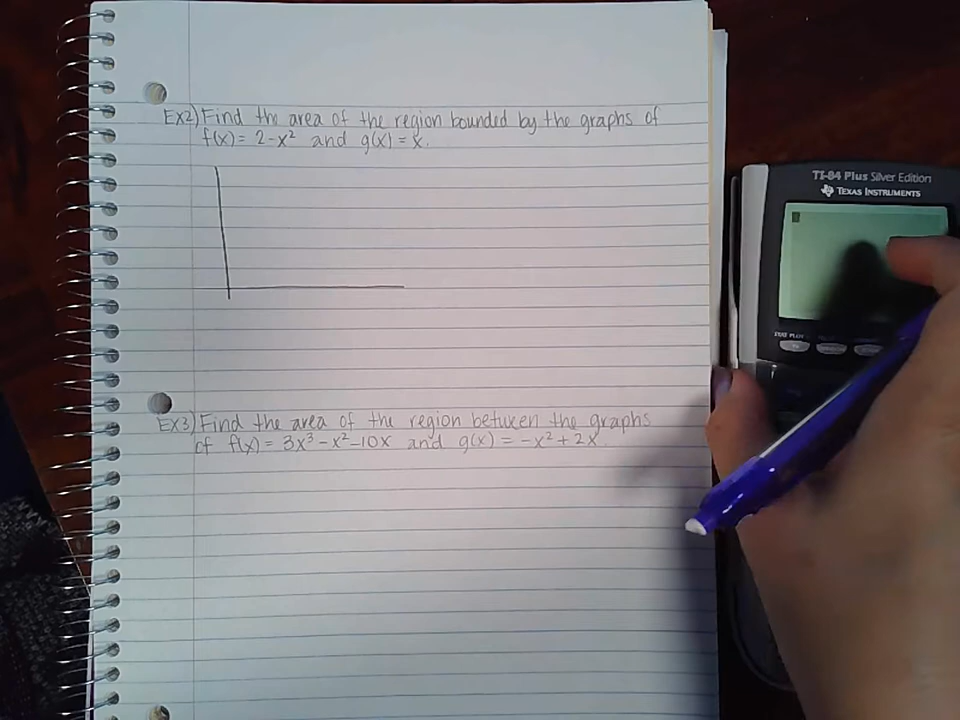 Ex2) Find the area of the region bounded by the graphs of
f(x) = 2-x² and g(x) = x.
TI-84 Plus Silver Edition
TEXAS INSTRUMENTS
STAT PLOT
Ex3) Find the area of the region between the graphs
of f(x) = 3x³ - x² - 10x and g(x) = -x² + 2x.